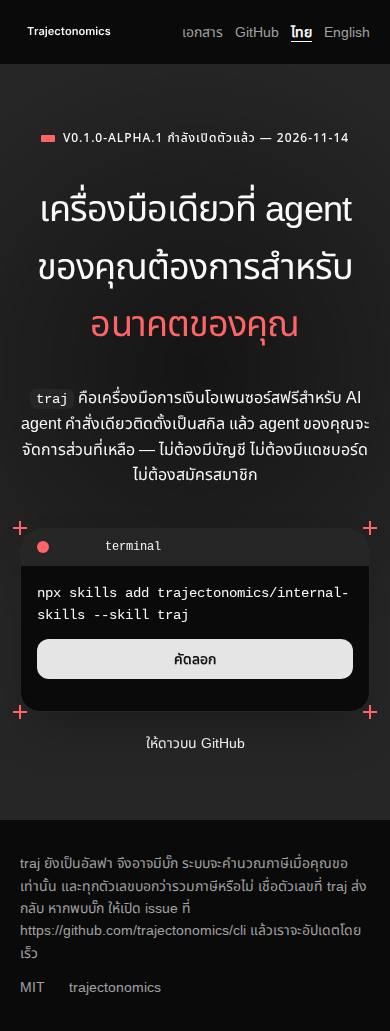 Trajectonomics
เอกสาร GitHub ไทย English
V0.1.0-ALPHA.1 กำลังเปิดตัวแล้ว — 2026-11-14
เครื่องมือเดียวที่ agent
ของคุณต้องการสำหรับ
อนาคตของคุณ
traj คือเครื่องมือการเงินโอเพนซอร์สฟรีสำหรับ AI
agent คำสั่งเดียวติดตั้งเป็นสกิล แล้ว agent ของคุณจะ
จัดการส่วนที่เหลือ — ไม่ต้องมีบัญชี ไม่ต้องมีแดชบอร์ด
ไม่ต้องสมัครสมาชิก
terminal
npx skills add trajectonomics/internal-
skills --skill traj
คัดลอก
ให้ดาวบน GitHub
traj ยังเป็นอัลฟา จึงอาจมีบั๊ก ระบบจะคำนวณภาษีเมื่อคุณขอ
เท่านั้น และทุกตัวเลขบอกว่ารวมภาษีหรือไม่ เชื่อตัวเลขที่ traj ส่ง
กลับ หากพบบั๊ก ให้เปิด issue ที่
https://github.com/trajectonomics/cli แล้วเราจะอัปเดตโดย
เร็ว
MIT trajectonomics